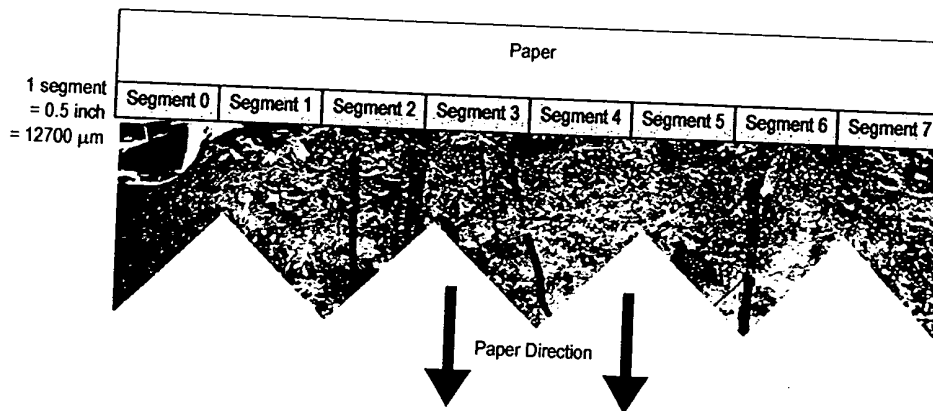 Paper
1 segment
= 0.5 inch
= 12700 μm
Segment 0 Segment 1 Segment 2 Segment 3 Segment 4 Segment 5 Segment 6 Segment 7
Paper Direction